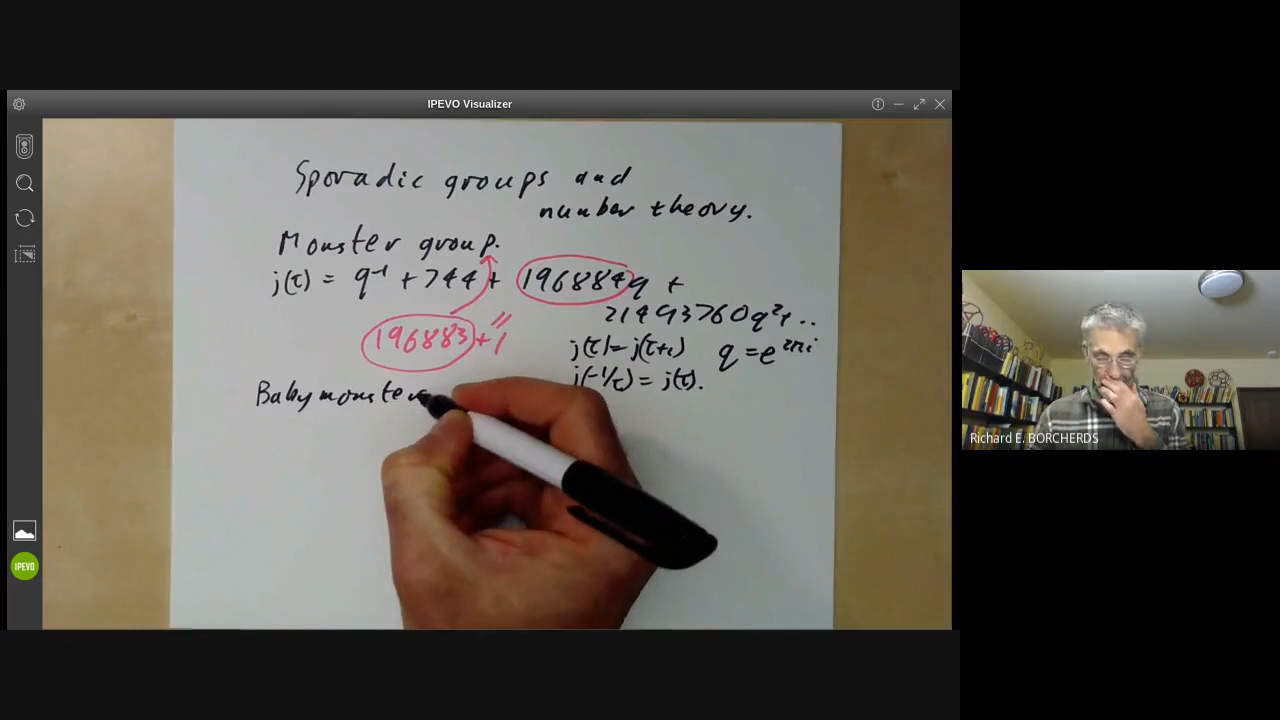 IPEVO Visualizer
Sporadic groups and
number theory.
Monster group.
j(τ) = q⁻¹ + 744 + 196884q +
21493760q² + ..
196883 + 1
j(τ) = j(τ+1) q = e^2πi
j(-1/τ) = j(τ).
Baby monster
Richard E. BORCHERDS
IPEVO